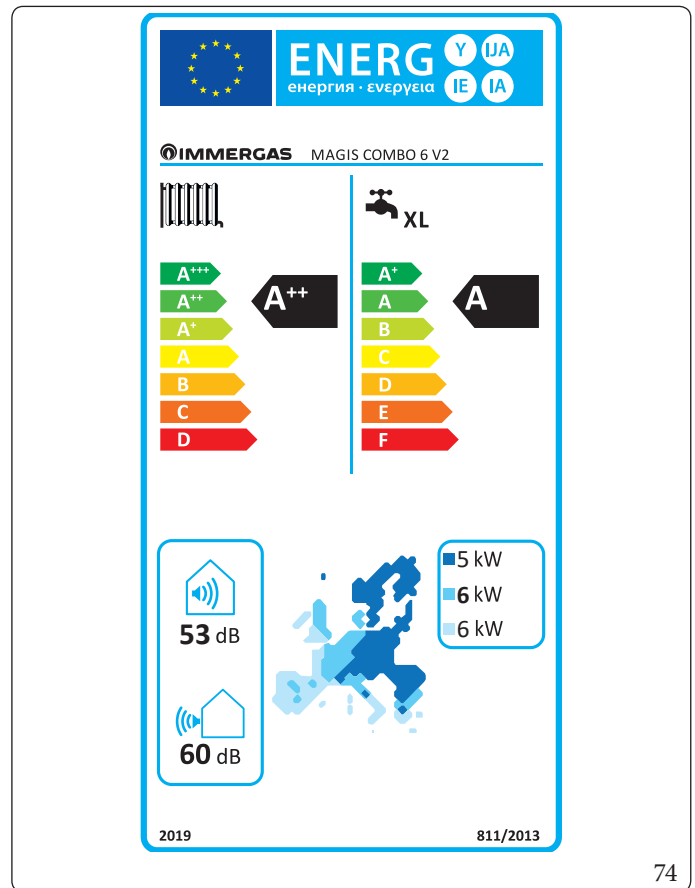 ENERG
Y IJA
IE IA
енергия · ενεργεια
IMMERGAS MAGIS COMBO 6 V2
XL
A+++
A++
A+
A
B
C
D
A++
A+
A
B
C
D
E
F
A
53 dB
60 dB
5 kW
6 kW
6 kW
2019
811/2013
74